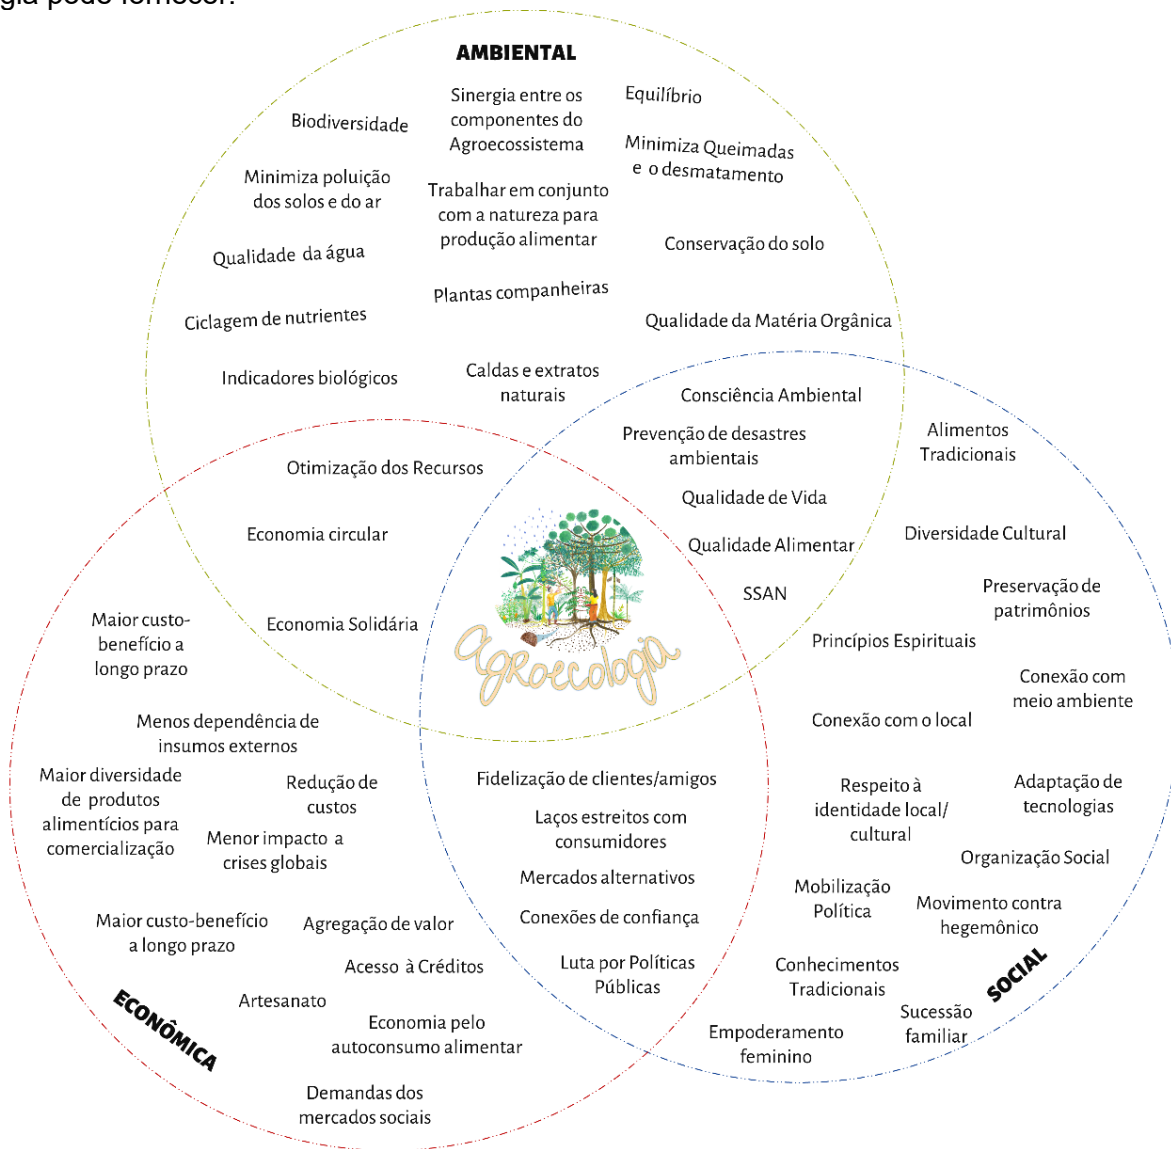 gia pode fornecer.
AMBIENTAL
Sinergia entre os
componentes do
Agroecossistema
Equilíbrio
Biodiversidade
Minimiza Queimadas
e o desmatamento
Minimiza poluição
dos solos e do ar
Trabalhar em conjunto
com a natureza para
produção alimentar
Conservação do solo
Qualidade da água
Plantas companheiras
Ciclagem de nutrientes
Qualidade da Matéria Orgânica
Indicadores biológicos
Caldas e extratos
naturais
Consciência Ambiental
Prevenção de desastres
ambientais
Alimentos
Tradicionais
Otimização dos Recursos
Qualidade de Vida
Economia circular
Qualidade Alimentar
Diversidade Cultural
SSAN
Preservação de
patrimônios
Maior custo-
benefício a
longo prazo
Economia Solidária
agroecologia
Princípios Espirituais
Conexão com
meio ambiente
Conexão com o local
Menos dependência de
insumos externos
Maior diversidade
de produtos
alimentícios para
comercialização
Redução de
custos
Fidelização de clientes/amigos
Respeito à
identidade local/
cultural
Adaptação de
tecnologias
Menor impacto a
crises globais
Laços estreitos com
consumidores
Organização Social
Mercados alternativos
Mobilização
Política
Movimento contra
hegemônico
Maior custo-benefício
a longo prazo
Agregação de valor
Conexões de confiança
Acesso à Créditos
Luta por Políticas
Públicas
Conhecimentos
Tradicionais
SOCIAL
ECONÔMICA
Artesanato
Economia pelo
autoconsumo alimentar
Empoderamento
feminino
Sucessão
familiar
Demandas dos
mercados sociais